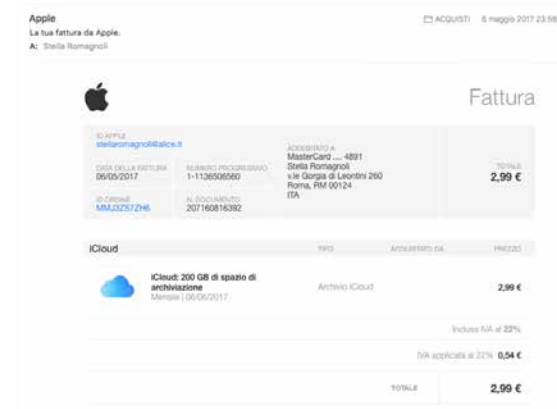 Apple
ACQUISTI 6 maggio 2017 23:56
La tua fattura da Apple.
A: Stella Romagnoli
Fattura
ID APPLE
stellaromagnoli@alice.it
DATA DELLA FATTURA
06/05/2017
NUMERO PROGRESSIVO
1-1136506560
ID ORDINE
MMJ3ZS7ZH6
N. DOCUMENTO
207160816392
ADDEBITATO A
MasterCard .... 4891
Stella Romagnoli
v.le Gorgia di Leontini 260
Roma, RM 00124
ITA
TOTALE
2,99 €
iCloud TIPO ACQUISTATO DA PREZZO
iCloud: 200 GB di spazio di
archiviazione
Mensile | 06/06/2017
Archivio iCloud
2,99 €
Inclusa IVA al 22%
IVA applicata al 22% 0,54 €
TOTALE 2,99 €